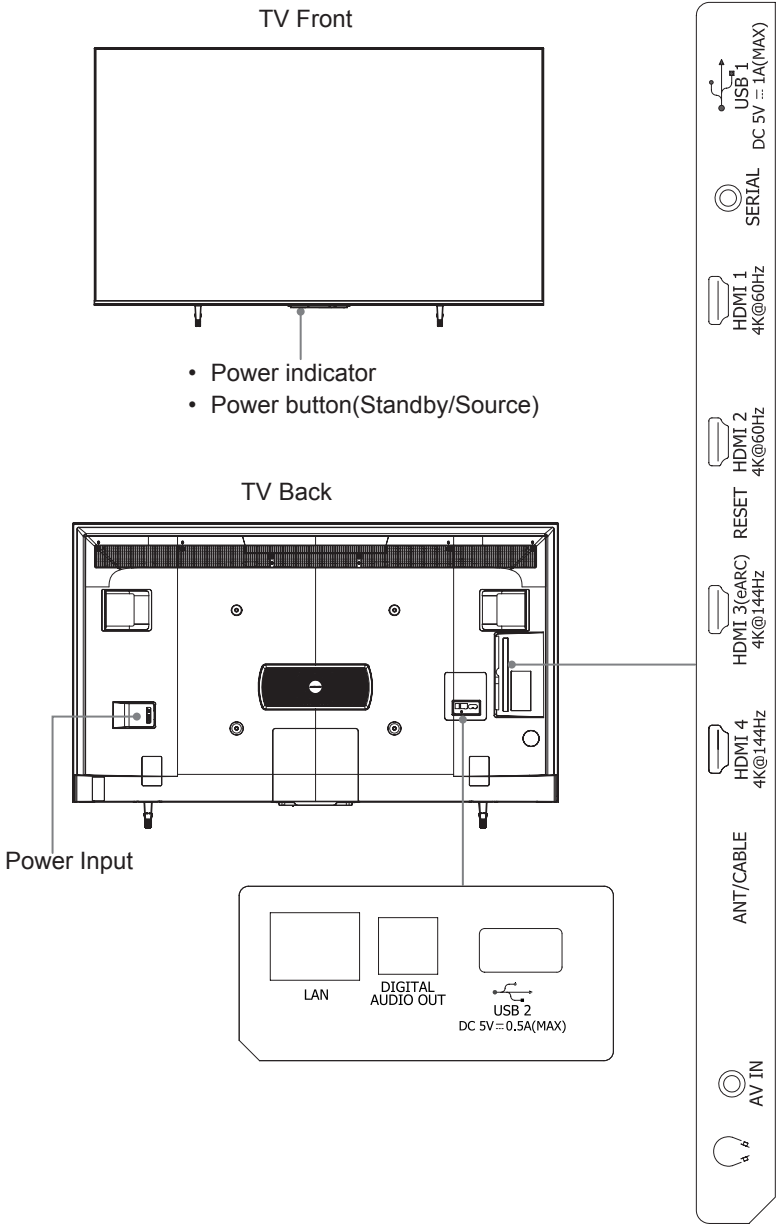 TV Front
• Power indicator
• Power button(Standby/Source)
TV Back
Power Input
LAN
DIGITAL
AUDIO OUT
USB 2
DC 5V⎓0.5A(MAX)
USB 1
DC 5V ⎓ 1A(MAX)
SERIAL
HDMI 1
4K@60Hz
HDMI 2
4K@60Hz
RESET
HDMI 3(eARC)
4K@144Hz
HDMI 4
4K@144Hz
ANT/CABLE
AV IN